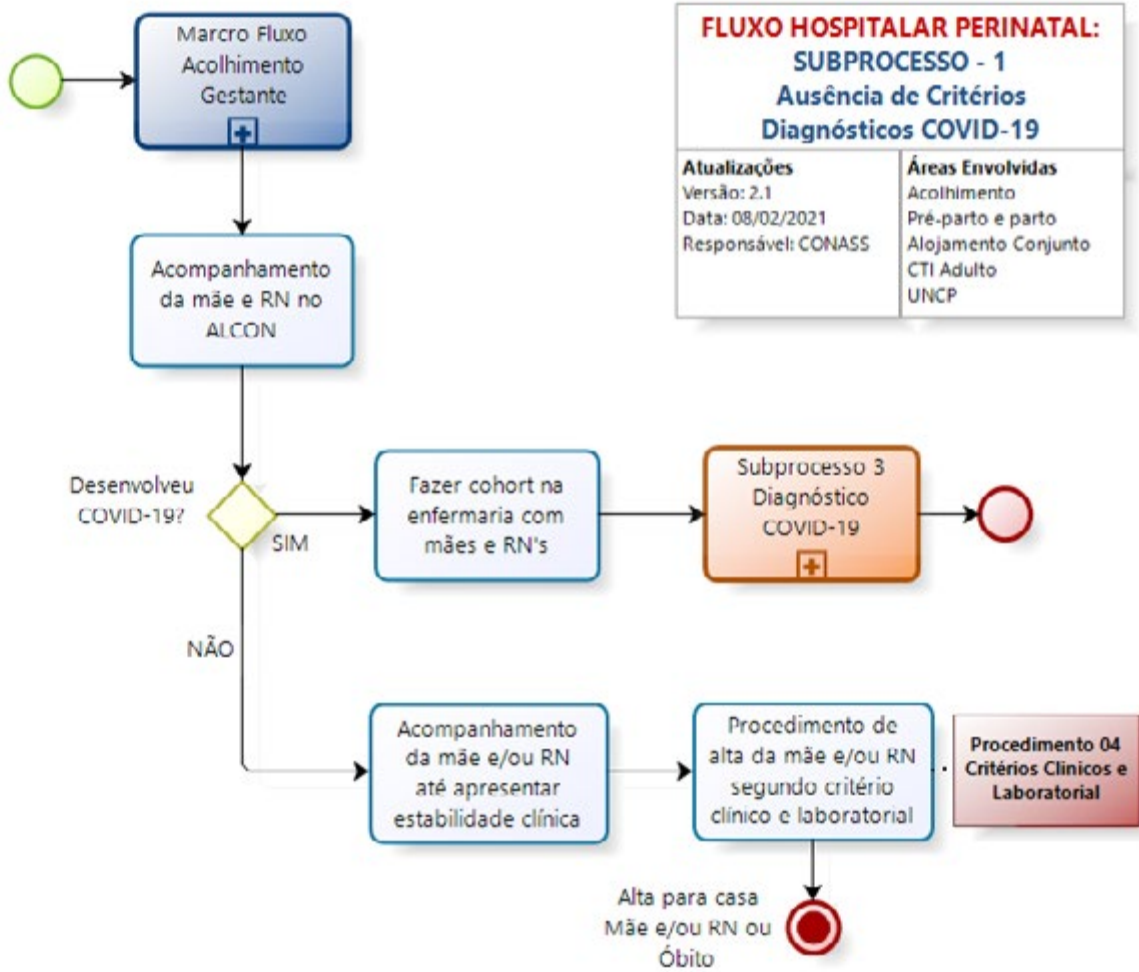 Marcro Fluxo
Acolhimento
Gestante
FLUXO HOSPITALAR PERINATAL:
SUBPROCESSO - 1
Ausência de Critérios
Diagnósticos COVID-19
Atualizações
Versão: 2.1
Data: 08/02/2021
Responsável: CONASS
Áreas Envolvidas
Acolhimento
Pré-parto e parto
Alojamento Conjunto
CTI Adulto
UNCP
Acompanhamento
da mãe e RN no
ALCON
Desenvolveu
COVID-19?
SIM
Fazer cohort na
enfermaria com
mães e RN's
Subprocesso 3
Diagnóstico
COVID-19
NÃO
Acompanhamento
da mãe e/ou RN
até apresentar
estabilidade clínica
Procedimento de
alta da mãe e/ou RN
segundo critério
clínico e laboratorial
Procedimento 04
Critérios Clinicos e
Laboratorial
Alta para casa
Mãe e/ou RN ou
Óbito